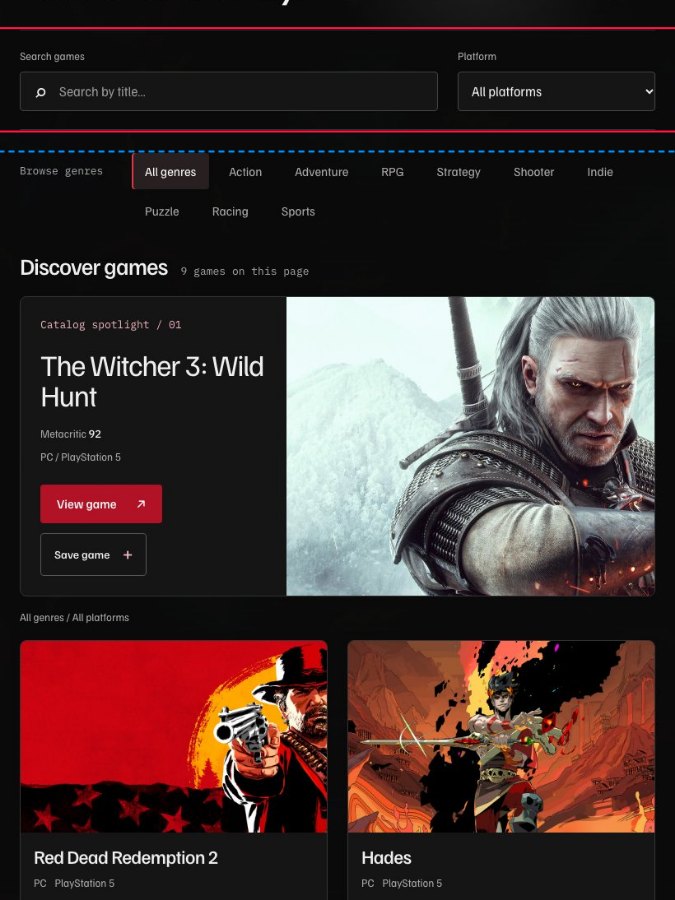 Search games
Platform
Search by title...
All platforms
Browse genres
All genres
Action
Adventure
RPG
Strategy
Shooter
Indie
Puzzle
Racing
Sports
Discover games
9 games on this page
Catalog spotlight / 01
The Witcher 3: Wild
Hunt
Metacritic 92
PC / PlayStation 5
View game
Save game
All genres / All platforms
Red Dead Redemption 2
PC PlayStation 5
Hades
PC PlayStation 5